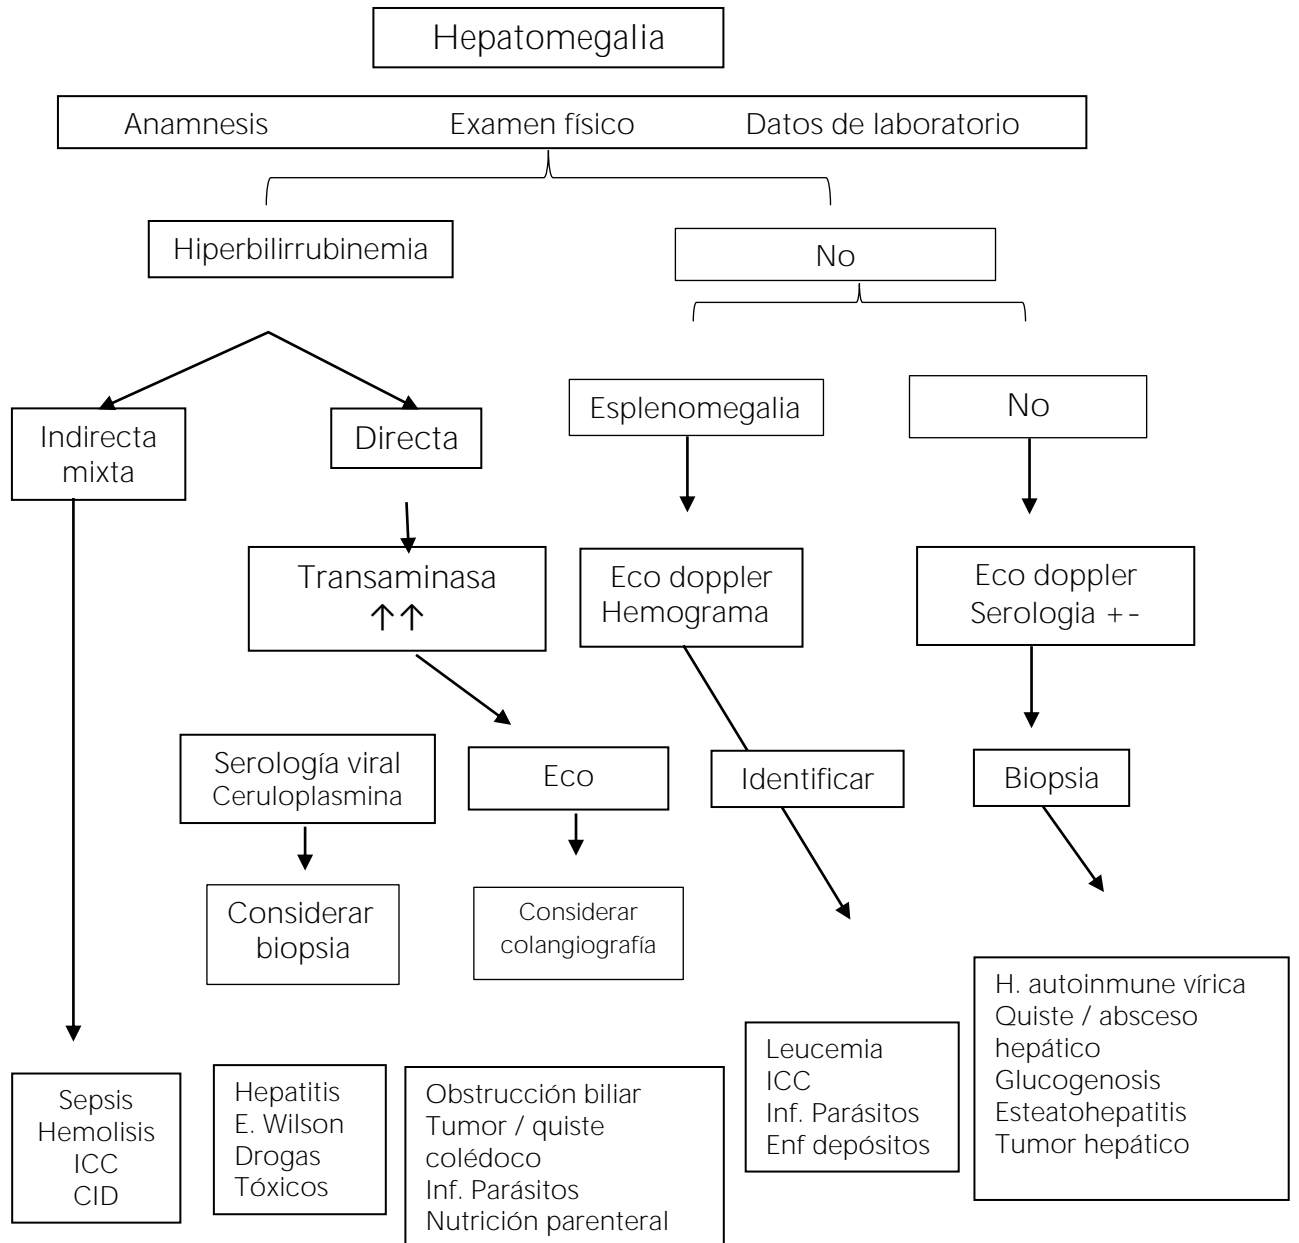 Hepatomegalia
Anamnesis Examen físico Datos de laboratorio
Hiperbilirrubinemia
No
Esplenomegalia
No
Indirecta
mixta
Directa
Transaminasa
↑↑
Eco doppler
Hemograma
Eco doppler
Serologia +-
Serología viral
Ceruloplasmina
Eco
Identificar
Biopsia
Considerar
biopsia
Considerar
colangiografía
Sepsis
Hemolisis
ICC
CID
Hepatitis
E. Wilson
Drogas
Tóxicos
Obstrucción biliar
Tumor / quiste
colédoco
Inf. Parásitos
Nutrición parenteral
Leucemia
ICC
Inf. Parásitos
Enf depósitos
H. autoinmune vírica
Quiste / absceso
hepático
Glucogenosis
Esteatohepatitis
Tumor hepático